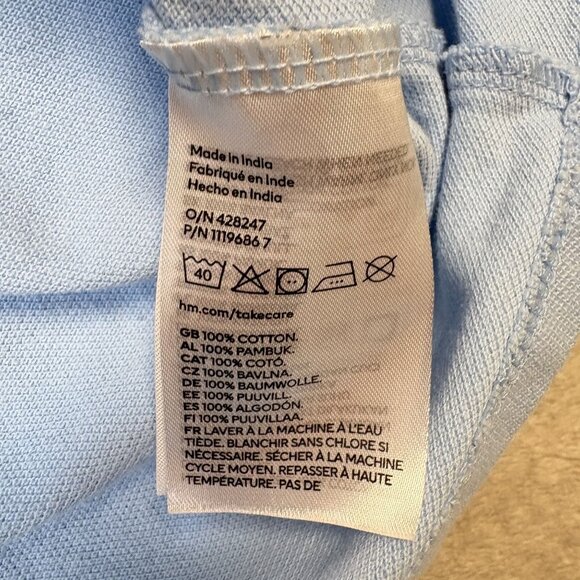 Made in India
Fabriqué en Inde
Hecho en India
O/N 428247
P/N 1119686 7
40
hm.com/takecare
GB 100% COTTON.
AL 100% PAMBUK.
CAT 100% COTÓ.
CZ 100% BAVLNA.
DE 100% BAUMWOLLE.
EE 100% PUUVILL.
ES 100% ALGODÓN.
FI 100% PUUVILLAA.
FR LAVER À LA MACHINE À L'EAU
TIÈDE. BLANCHIR SANS CHLORE SI
NÉCESSAIRE. SÉCHER À LA MACHINE
CYCLE MOYEN. REPASSER À HAUTE
TEMPÉRATURE. PAS DE